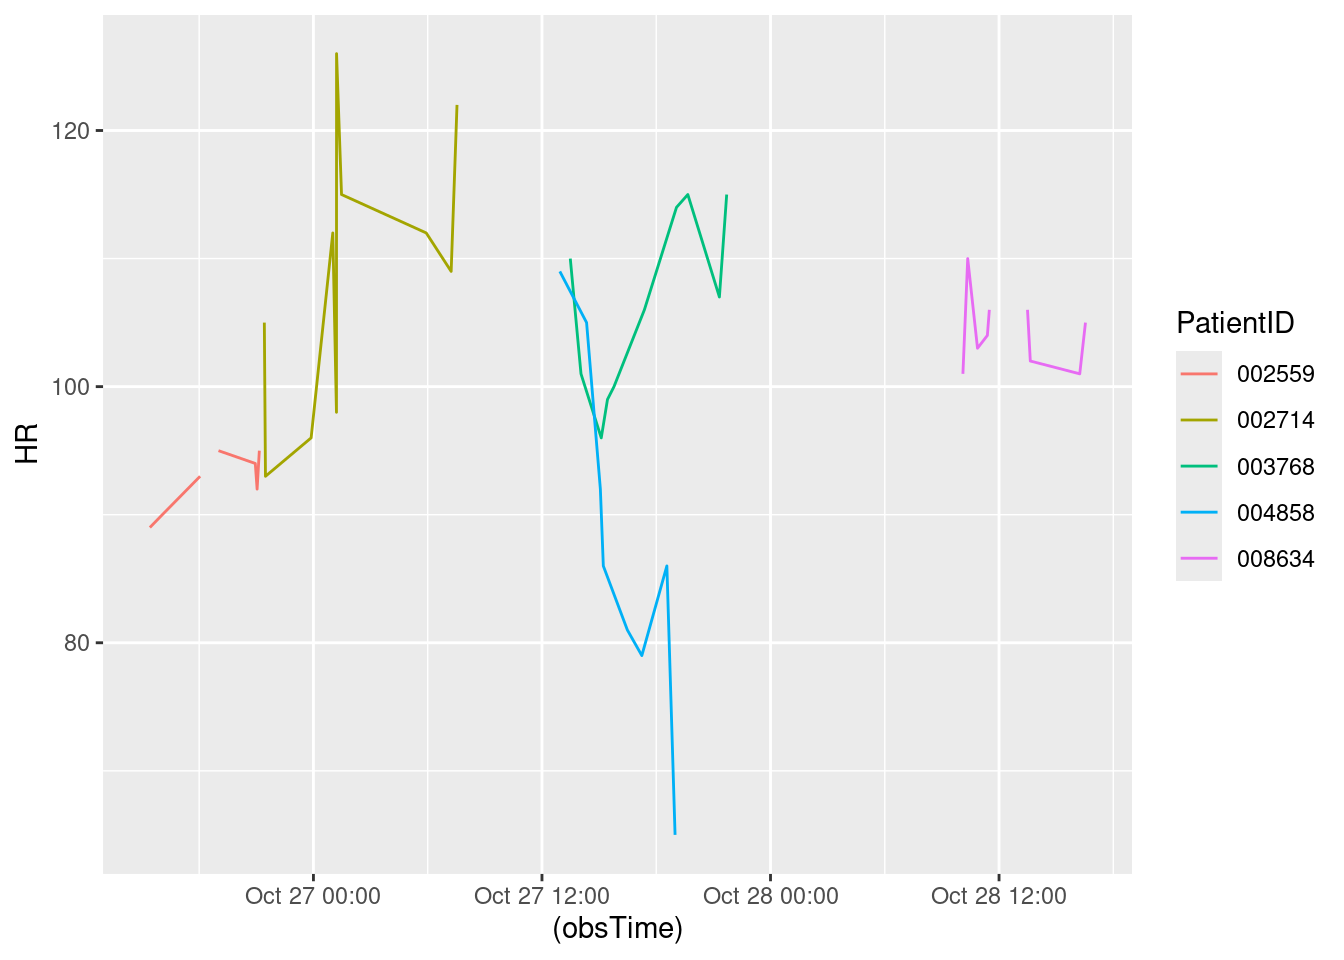 120
100
80
HR
Oct 27 00:00
Oct 27 12:00
Oct 28 00:00
Oct 28 12:00
(obsTime)
PatientID
002559
002714
003768
004858
008634